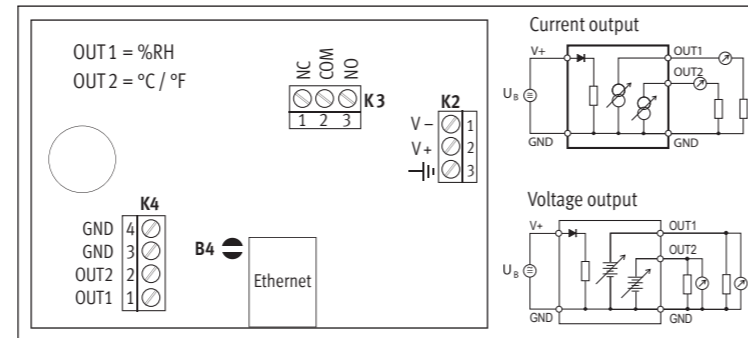 OUT 1 = %RH
OUT 2 = °C / °F
NC COM NO
K3
1 2 3
K2
V – 1
V + 2
3
K4
GND 4
GND 3
OUT2 2
OUT1 1
B4
Ethernet
Current output
V+
OUT1
OUT2
UB
GND
GND
Voltage output
V+
OUT1
OUT2
UB
GND
GND